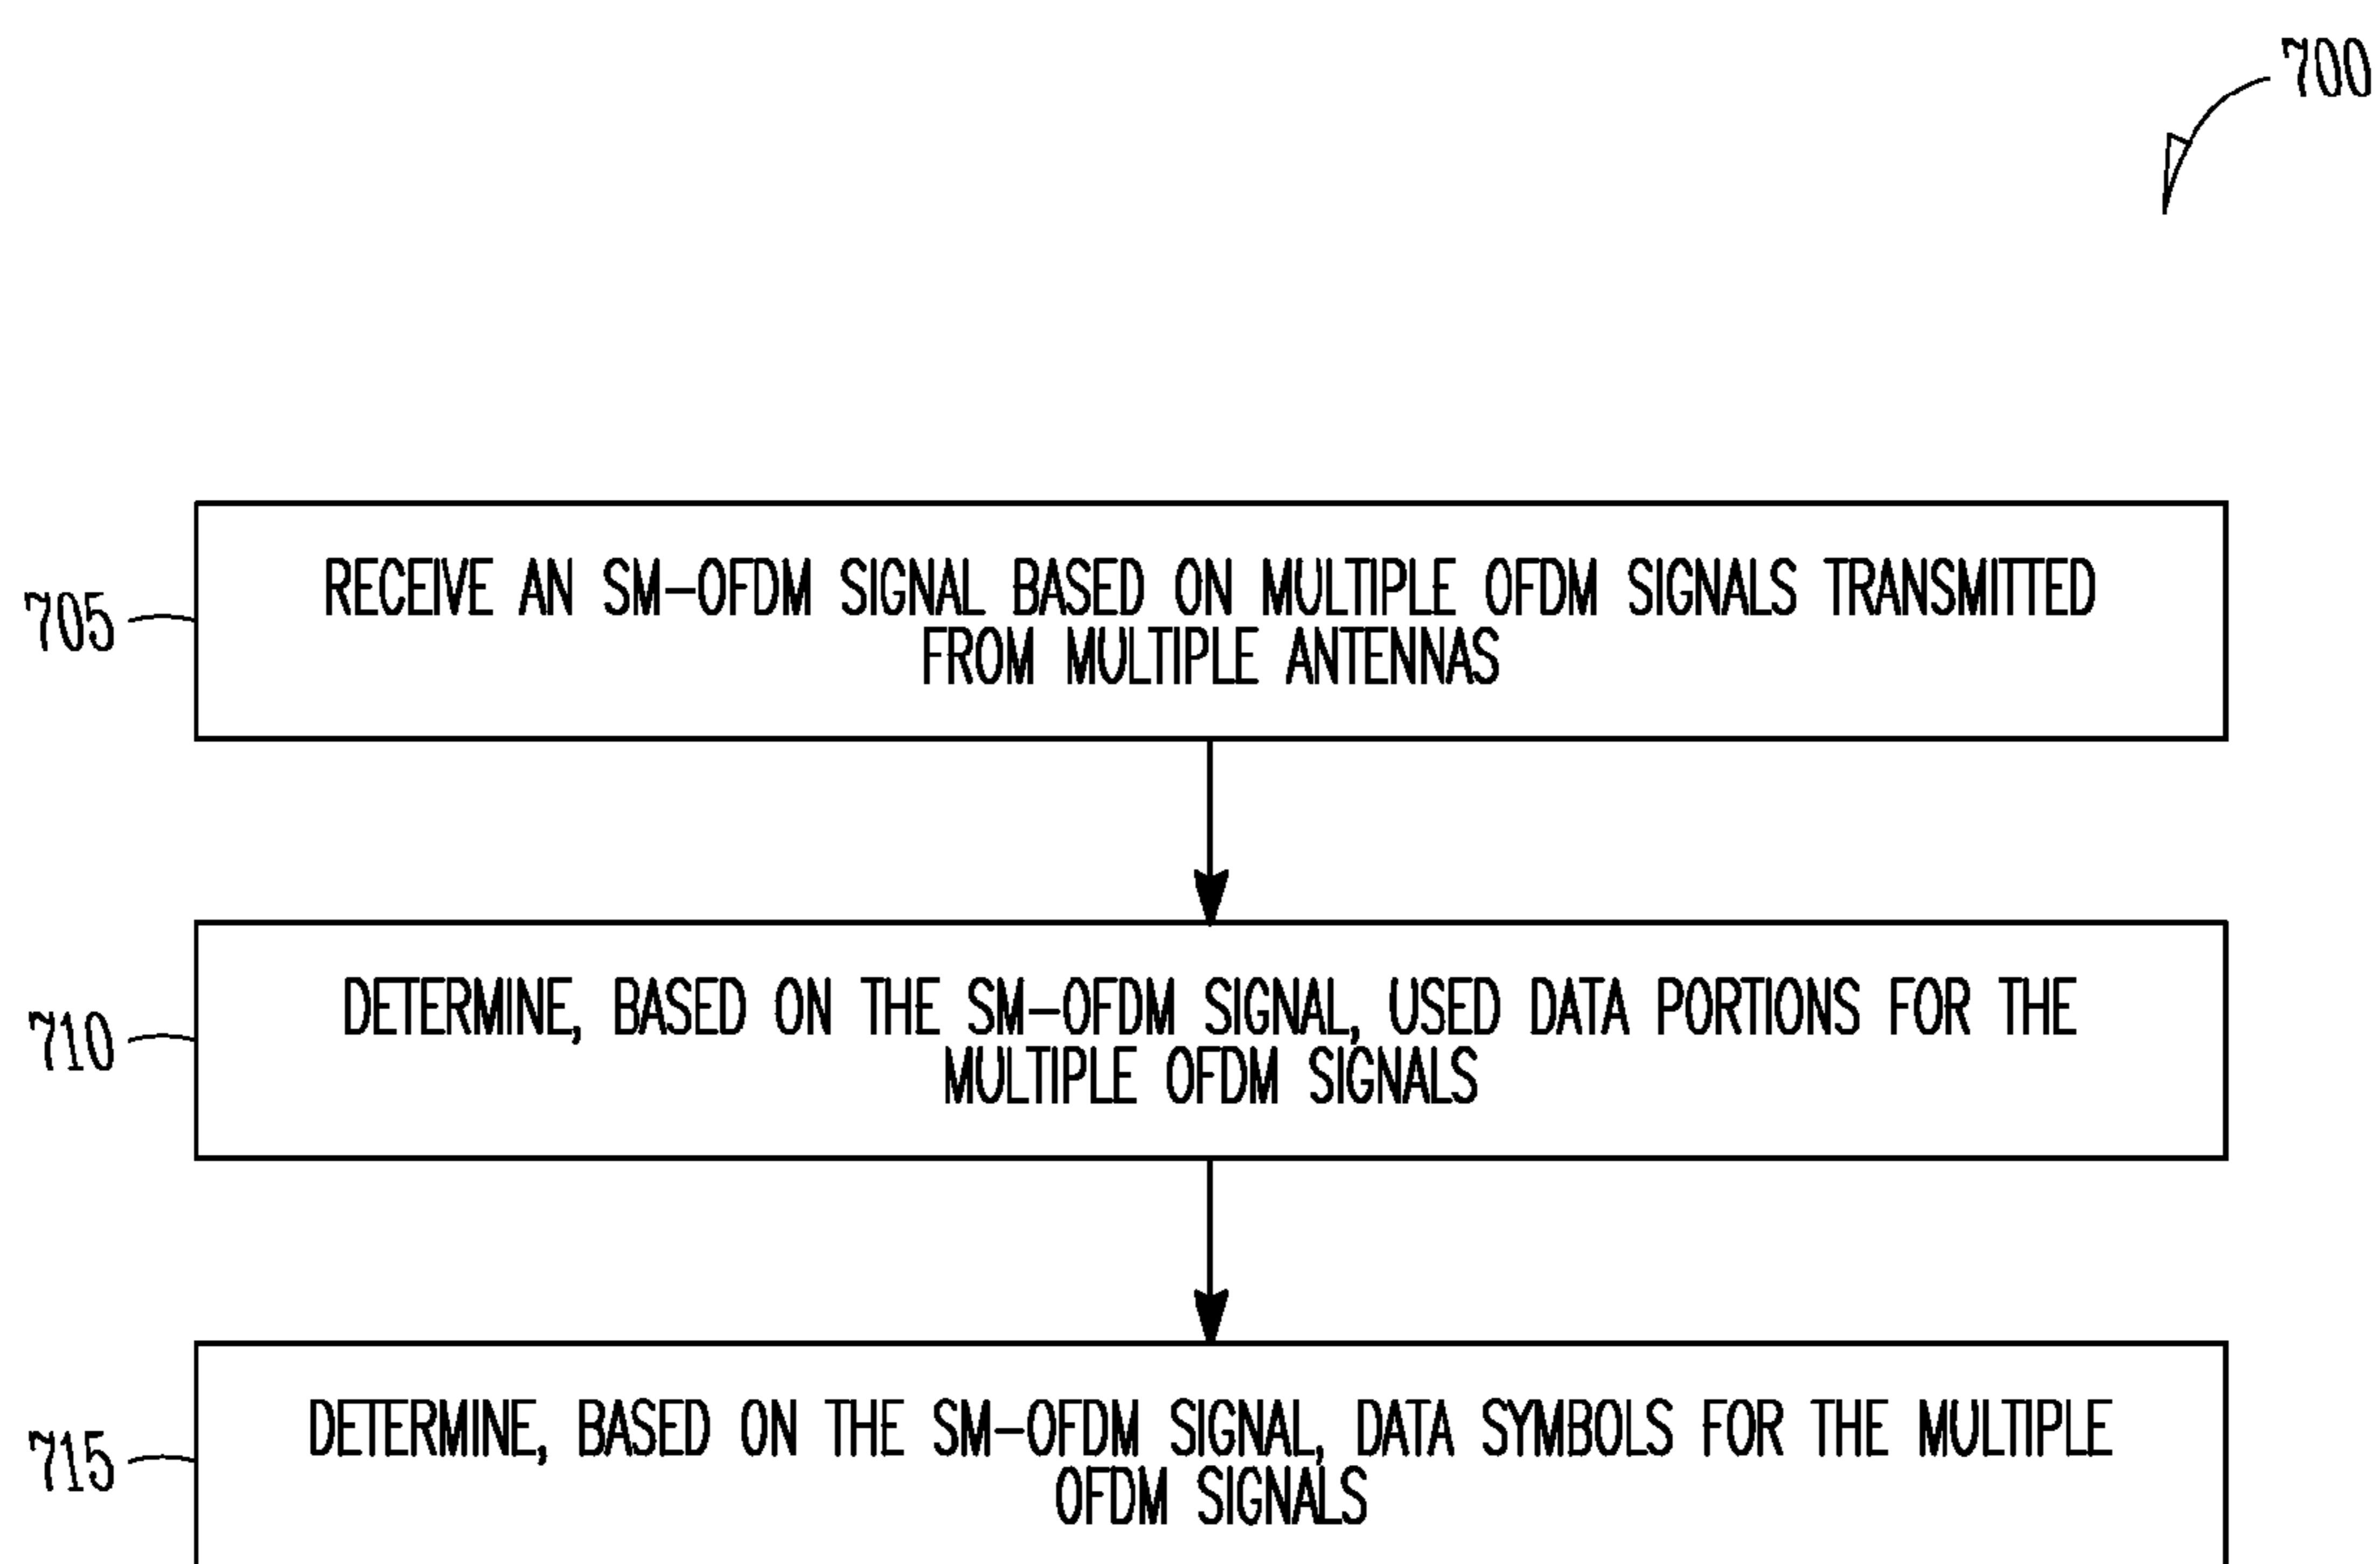 700
705
RECEIVE AN SM-OFDM SIGNAL BASED ON MULTIPLE OFDM SIGNALS TRANSMITTED
FROM MULTIPLE ANTENNAS
710
DETERMINE, BASED ON THE SM-OFDM SIGNAL, USED DATA PORTIONS FOR THE
MULTIPLE OFDM SIGNALS
715
DETERMINE, BASED ON THE SM-OFDM SIGNAL, DATA SYMBOLS FOR THE MULTIPLE
OFDM SIGNALS